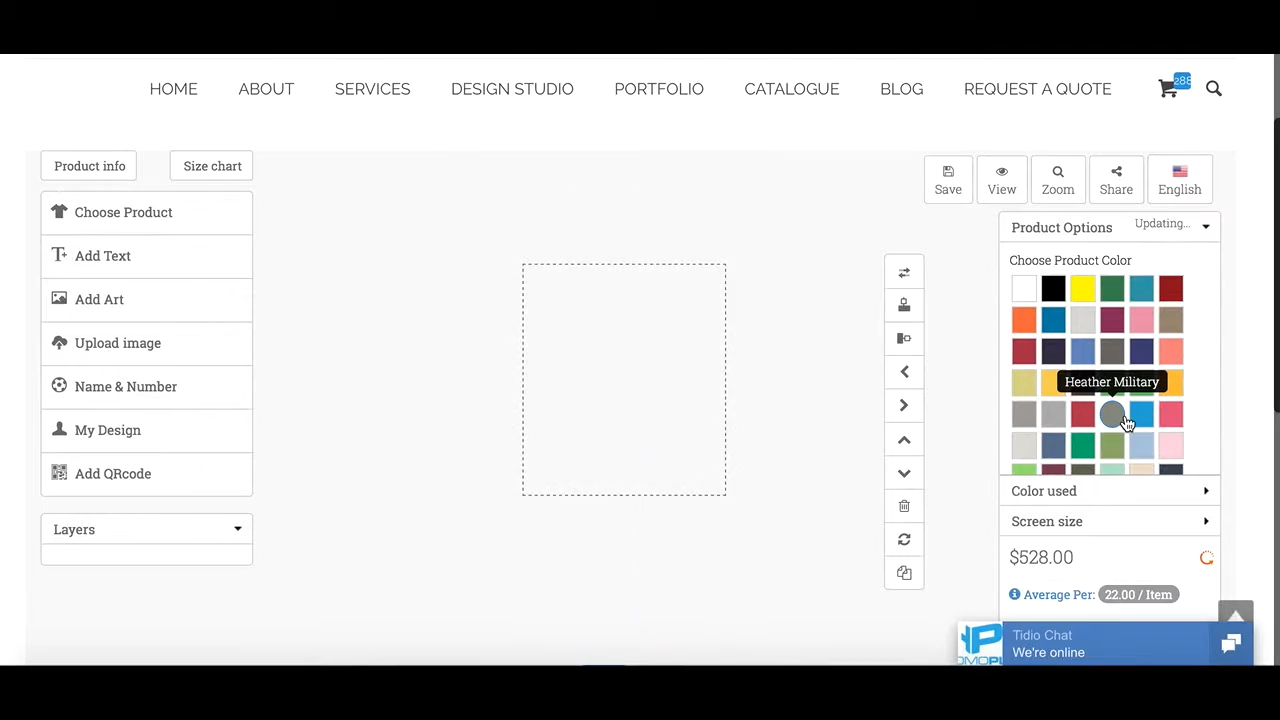 HOME ABOUT SERVICES DESIGN STUDIO PORTFOLIO CATALOGUE BLOG REQUEST A QUOTE 288
Product info Size chart
Choose Product
Add Text
Add Art
Upload image
Name & Number
My Design
Add QRcode
Layers
Save View Zoom Share English
Product Options Updating...
Choose Product Color
Heather Military
Color used
Screen size
$528.00
Average Per: 22.00 / Item
Tidio Chat
We're online